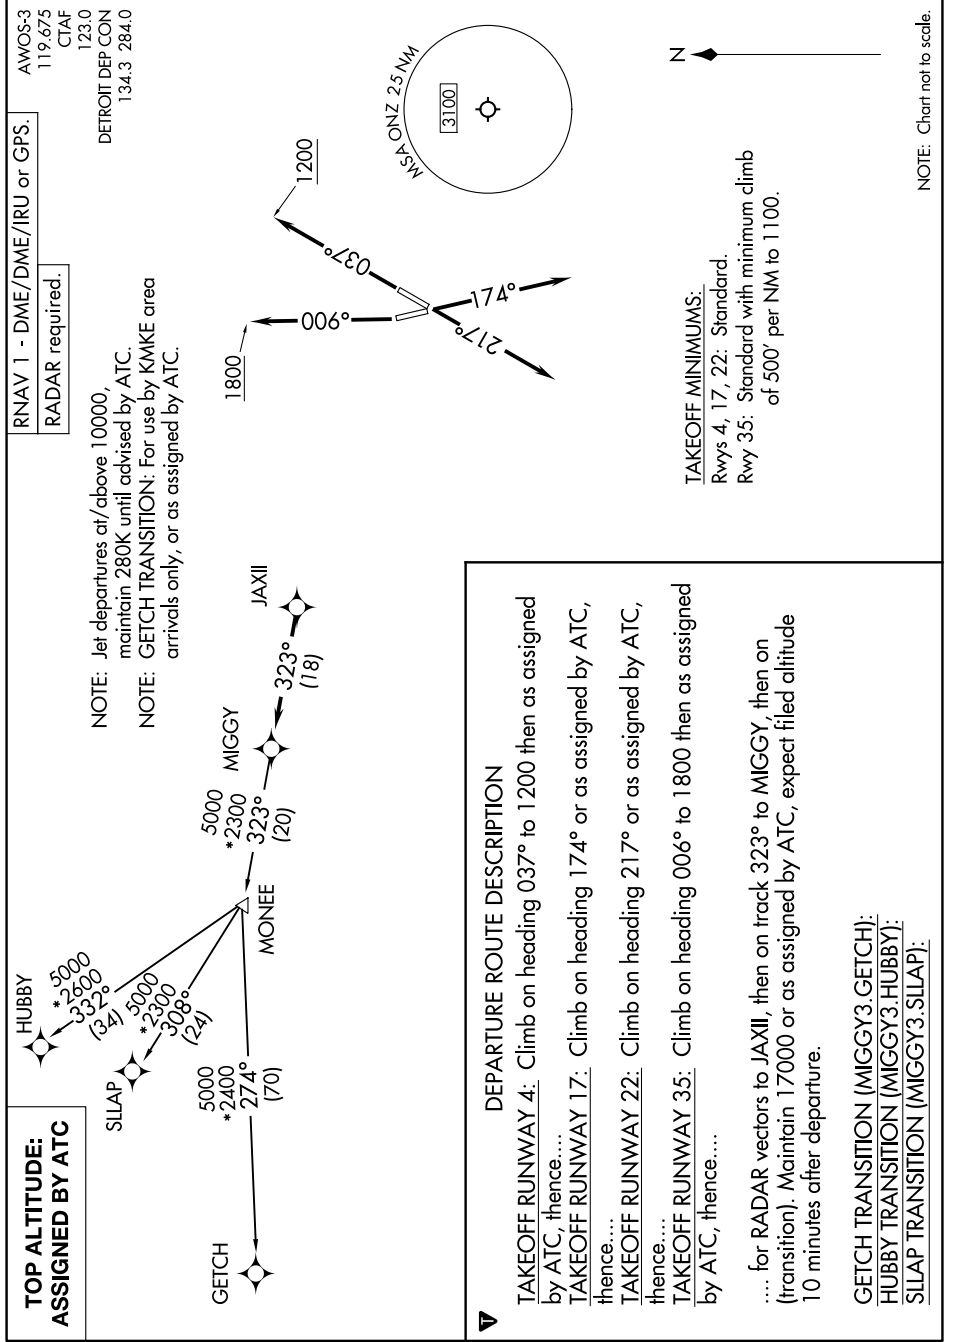 TOP ALTITUDE:
ASSIGNED BY ATC
RNAV 1 - DME/DME/IRU or GPS.
RADAR required.
AWOS-3
119.675
CTAF
123.0
DETROIT DEP CON
134.3 284.0
NOTE: Jet departures at/above 10000,
maintain 280K until advised by ATC.
NOTE: GETCH TRANSITION: For use by KMKE area
arrivals only, or as assigned by ATC.
HUBBY
5000
*2600
332°
(34)
SLLAP
5000
*2300
308°
(24)
GETCH
5000
*2400
274°
(70)
MONEE
5000
*2300
323°
(20)
MIGGY
323°
(18)
JAXII
1800
006°
1200
037°
217°
174°
MSA ONZ 25 NM
3100
N
TAKEOFF MINIMUMS:
Rwys 4, 17, 22: Standard.
Rwy 35: Standard with minimum climb
of 500' per NM to 1100.
NOTE: Chart not to scale.
T
DEPARTURE ROUTE DESCRIPTION
TAKEOFF RUNWAY 4: Climb on heading 037° to 1200 then as assigned
by ATC, thence....
TAKEOFF RUNWAY 17: Climb on heading 174° or as assigned by ATC,
thence....
TAKEOFF RUNWAY 22: Climb on heading 217° or as assigned by ATC,
thence....
TAKEOFF RUNWAY 35: Climb on heading 006° to 1800 then as assigned
by ATC, thence....
.... for RADAR vectors to JAXII, then on track 323° to MIGGY, then on
(transition). Maintain 17000 or as assigned by ATC, expect filed altitude
10 minutes after departure.
GETCH TRANSITION (MIGGY3.GETCH):
HUBBY TRANSITION (MIGGY3.HUBBY):
SLLAP TRANSITION (MIGGY3.SLLAP):